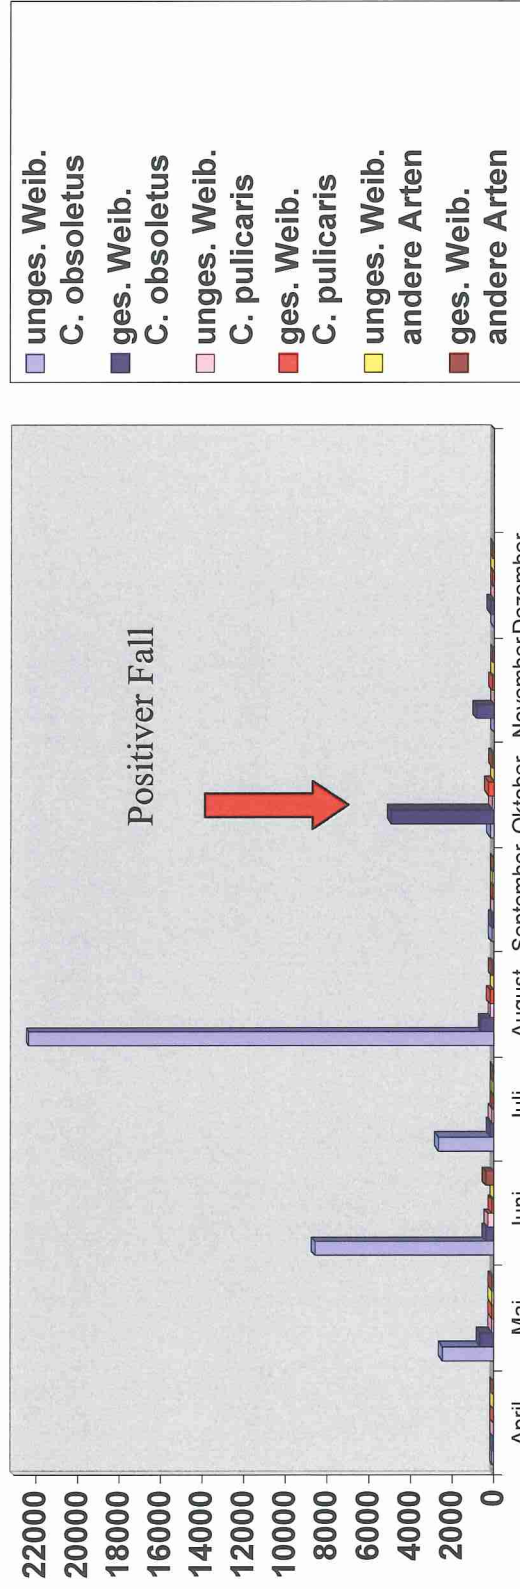 22000
20000
18000
16000
14000
12000
10000
8000
6000
4000
2000
0
Positiver Fall
April
Mai
Juni
Juli
August
September
Oktober
November
Dezember
unges. Weib.
C. obsoletus
ges. Weib.
C. obsoletus
unges. Weib.
C. pulicaris
ges. Weib.
C. pulicaris
unges. Weib.
andere Arten
ges. Weib.
andere Arten